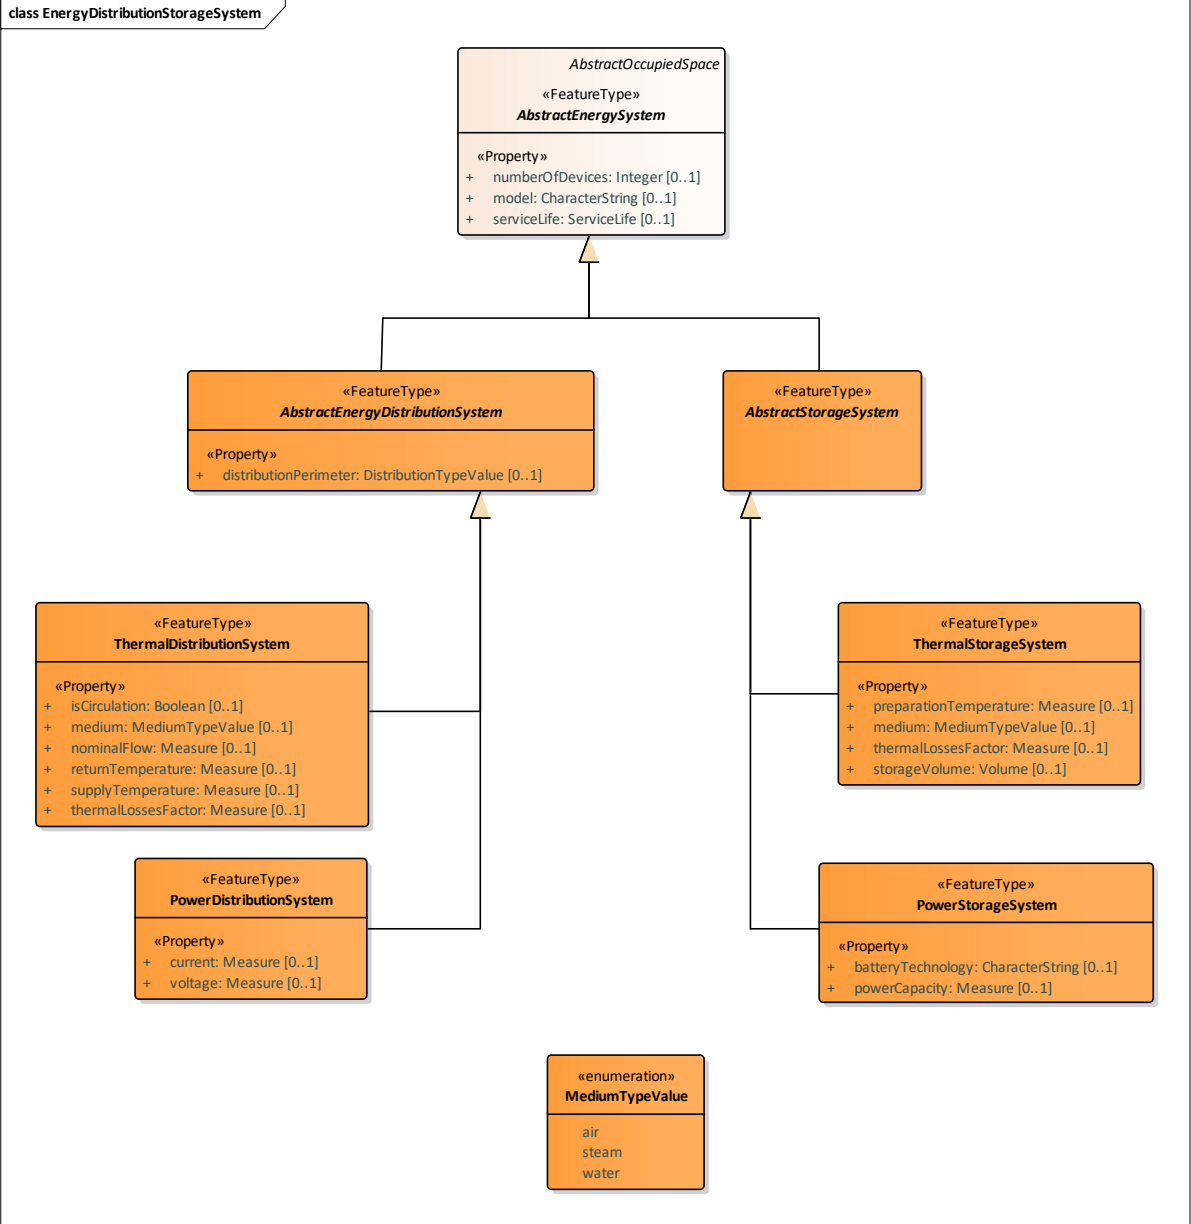 class EnergyDistributionStorageSystem
AbstractOccupiedSpace
«FeatureType»
AbstractEnergySystem
«Property»
+ numberOfDevices: Integer [0..1]
+ model: CharacterString [0..1]
+ serviceLife: ServiceLife [0..1]
«FeatureType»
AbstractEnergyDistributionSystem
«Property»
+ distributionPerimeter: DistributionTypeValue [0..1]
«FeatureType»
AbstractStorageSystem
«FeatureType»
ThermalDistributionSystem
«Property»
+ isCirculation: Boolean [0..1]
+ medium: MediumTypeValue [0..1]
+ nominalFlow: Measure [0..1]
+ returnTemperature: Measure [0..1]
+ supplyTemperature: Measure [0..1]
+ thermalLossesFactor: Measure [0..1]
«FeatureType»
ThermalStorageSystem
«Property»
+ preparationTemperature: Measure [0..1]
+ medium: MediumTypeValue [0..1]
+ thermalLossesFactor: Measure [0..1]
+ storageVolume: Volume [0..1]
«FeatureType»
PowerDistributionSystem
«Property»
+ current: Measure [0..1]
+ voltage: Measure [0..1]
«FeatureType»
PowerStorageSystem
«Property»
+ batteryTechnology: CharacterString [0..1]
+ powerCapacity: Measure [0..1]
«enumeration»
MediumTypeValue
air
steam
water